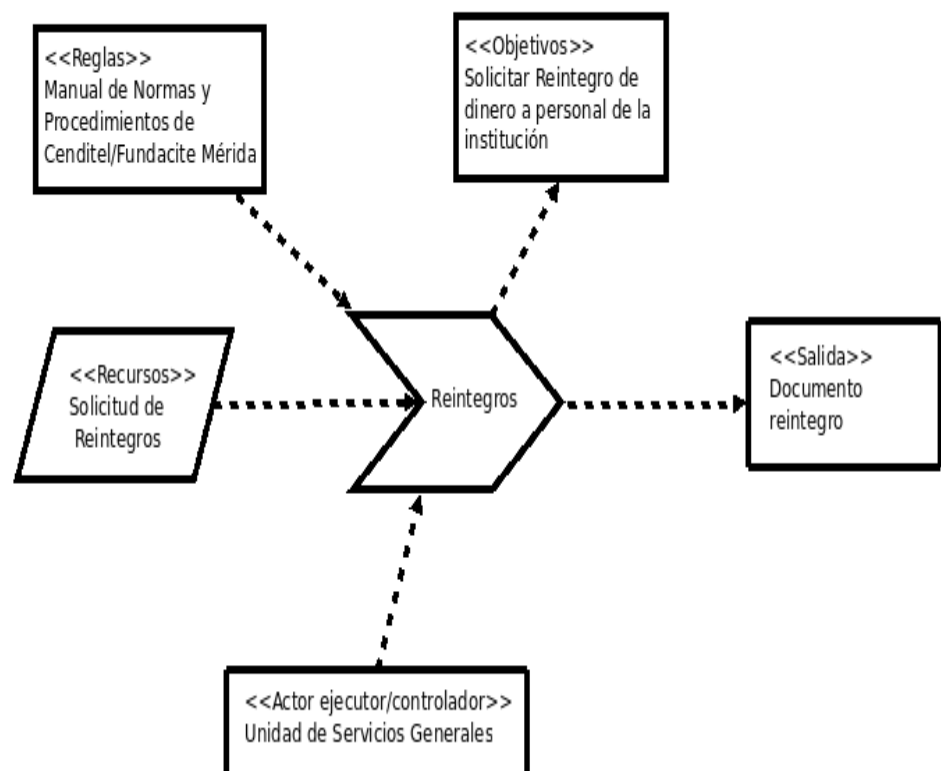 <<Reglas>>
Manual de Normas y
Procedimientos de
Cenditel/Fundacite Mérida
<<Objetivos>>
Solicitar Reintegro de
dinero a personal de la
institución
<<Recursos>>
Solicitud de
Reintegros
Reintegros
<<Salida>>
Documento
reintegro
<<Actor ejecutor/controlador>>
Unidad de Servicios Generales